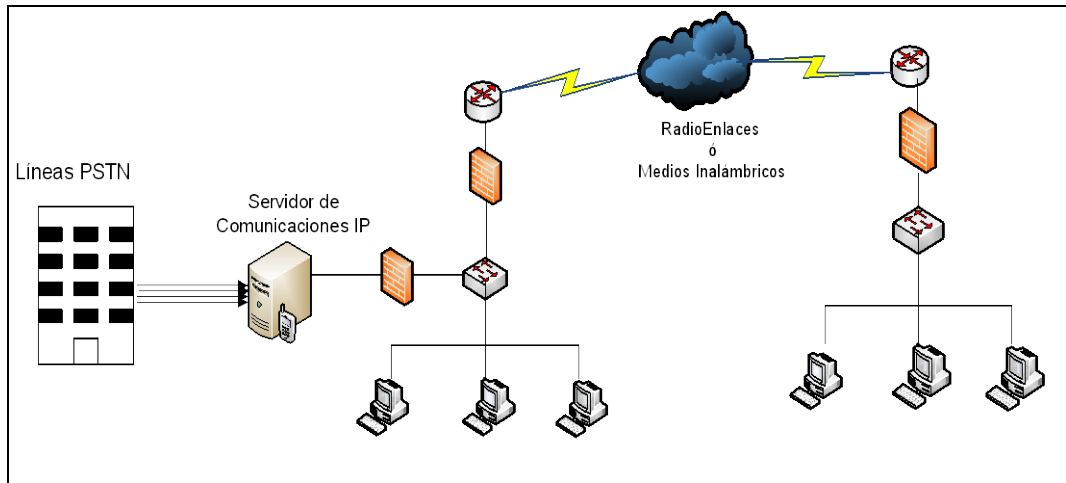 Líneas PSTN
Servidor de
Comunicaciones IP
RadioEnlaces
ó
Medios Inalámbricos